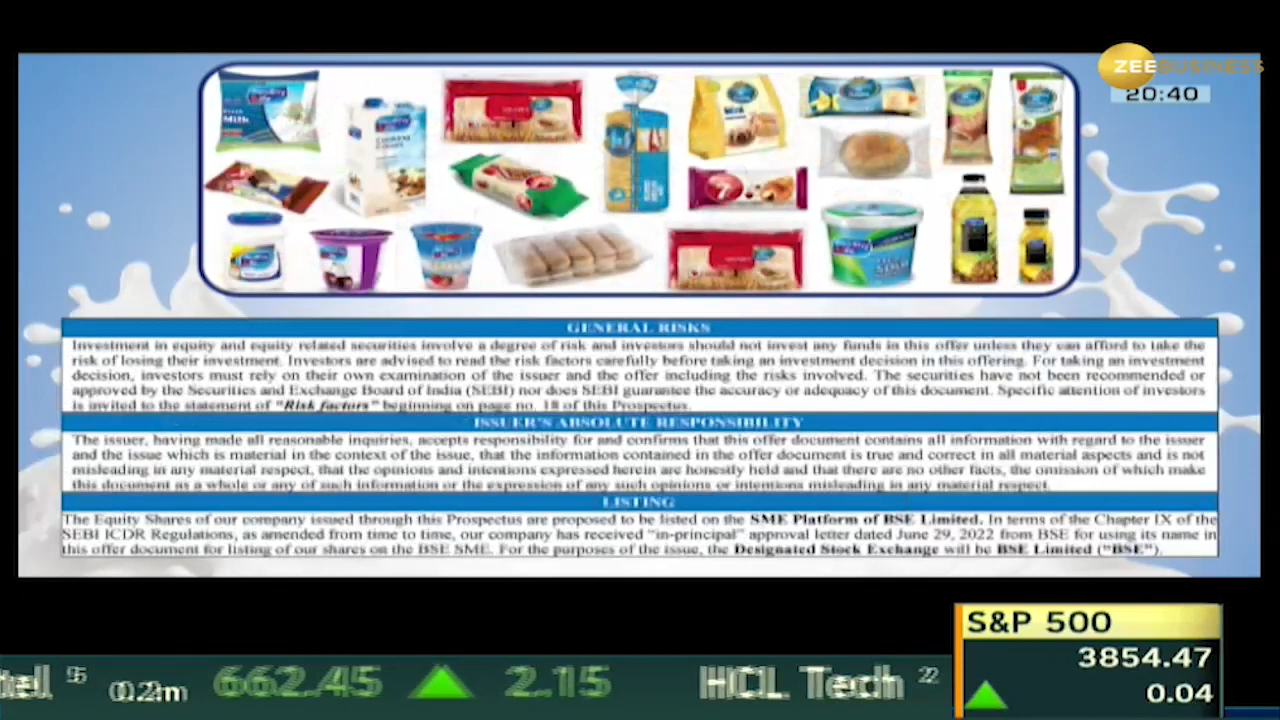 ZEEBUSINESS
20:40
Milk
7
GENERAL RISKS
Investment in equity and equity related securities involve a degree of risk and investors should not invest any funds in this offer unless they can afford to take the
risk of losing their investment. Investors are advised to read the risk factors carefully before taking an investment decision in this offering. For taking an investment
decision, investors must rely on their own examination of the issuer and the offer including the risks involved. The securities have not been recommended or
approved by the Securities and Exchange Board of India (SEBI) nor does SEBI guarantee the accuracy or adequacy of this document. Specific attention of investors
is invited to the statement of "Risk factors" beginning on page no. 18 of this Prospectus.
ISSUER'S ABSOLUTE RESPONSIBILITY
The issuer, having made all reasonable inquiries, accepts responsibility for and confirms that this offer document contains all information with regard to the issuer
and the issue which is material in the context of the issue, that the information contained in the offer document is true and correct in all material aspects and is not
misleading in any material respect, that the opinions and intentions expressed herein are honestly held and that there are no other facts, the omission of which make
this document as a whole or any of such information or the expression of any such opinions or intentions misleading in any material respect.
LISTING
The Equity Shares of our company issued through this Prospectus are proposed to be listed on the SME Platform of BSE Limited. In terms of the Chapter IX of the
SEBI ICDR Regulations, as amended from time to time, our company has received "in-principal" approval letter dated June 29, 2022 from BSE for using its name in
this offer document for listing of our shares on the BSE SME. For the purposes of the issue, the Designated Stock Exchange will be BSE Limited ("BSE").
S&P 500
3854.47
0.04
tel 0.2m 662.45 2.15 HCL Tech